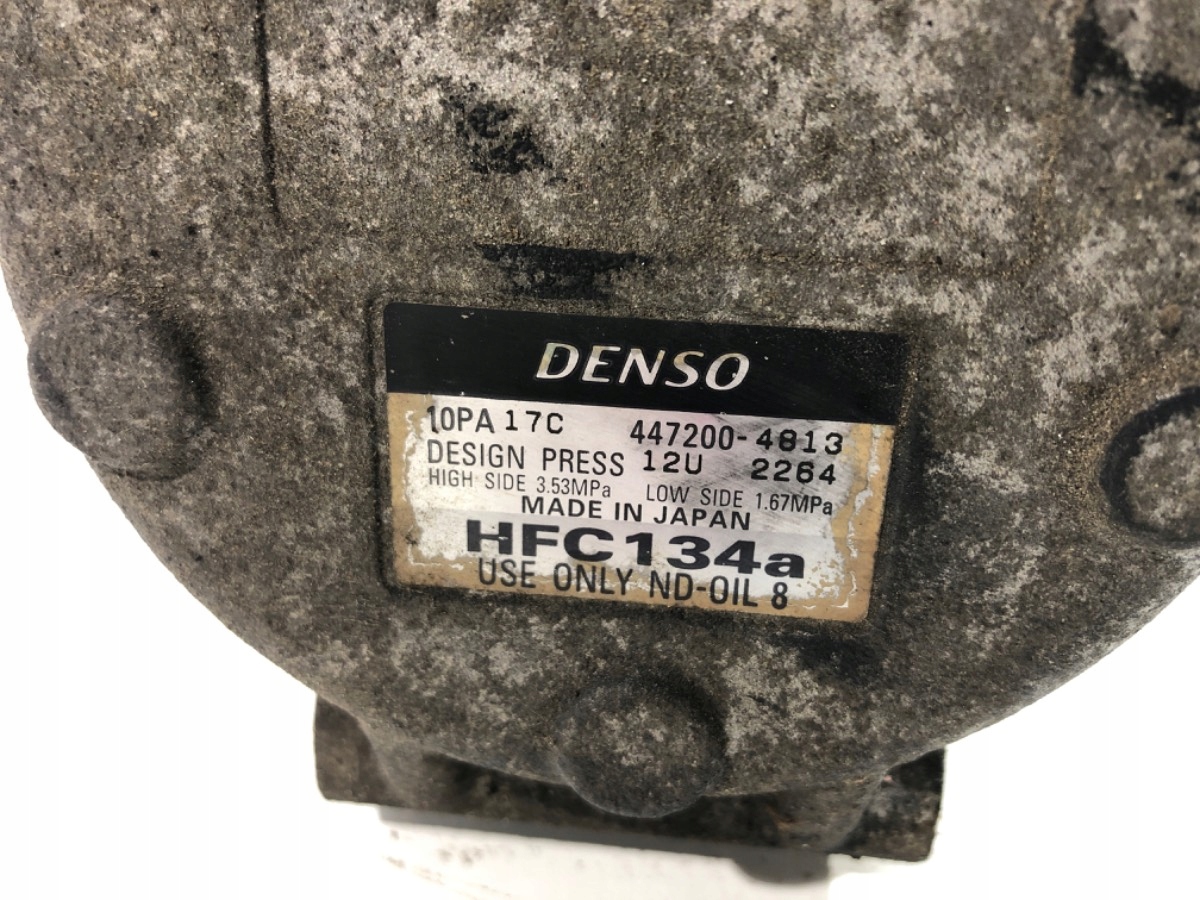 DENSO
10PA 17C 447200-4813
DESIGN PRESS 12U 2264
HIGH SIDE 3.53MPa LOW SIDE 1.67MPa
MADE IN JAPAN
HFC134a
USE ONLY ND-OIL 8